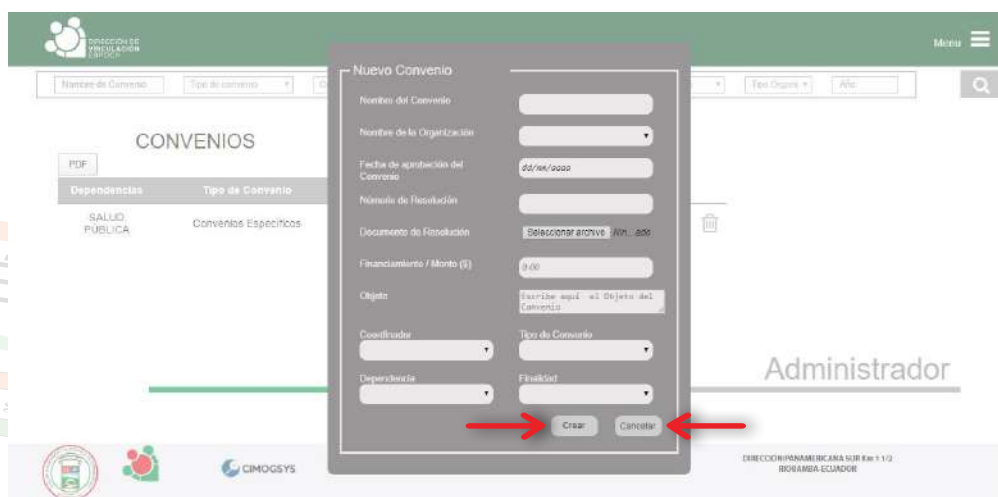 DIRECCIÓN DE
VINCULACIÓN
ESPOCH
Menu
Nombre de Convenio
Tipo de convenio
Tipo Organi
Año
CONVENIOS
PDF
Dependencias
Tipo de Convenio
SALUD PÚBLICA
Convenios Específicos
Nuevo Convenio
Nombre del Convenio
Nombre de la Organización
Fecha de aprobación del Convenio
dd/mm/aaaa
Número de Resolución
Documento de Resolución
Seleccionar archivo Nin...ado
Financiamiento / Monto ($)
0.00
Objeto
Escribe aquí el Objeto del Convenio
Coordinador
Tipo de Convenio
Dependencia
Finalidad
Crear
Cancelar
Administrador
CIMOGSYS
DIRECCION:PANAMERICANA SUR Km 1 1/2
RIOBAMBA-ECUADOR